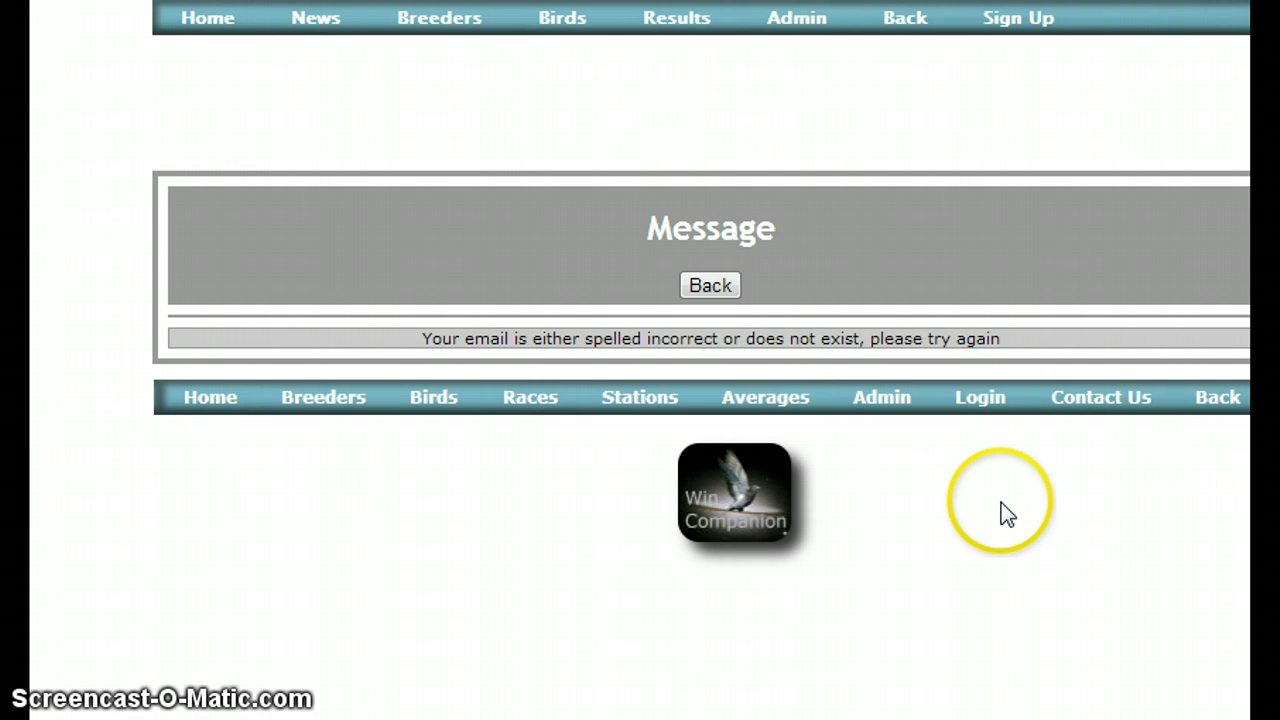 Home News Breeders Birds Results Admin Back Sign Up
Message
Back
Your email is either spelled incorrect or does not exist, please try again
Home Breeders Birds Races Stations Averages Admin Login Contact Us Back
Win
Companion
Screencast-O-Matic.com